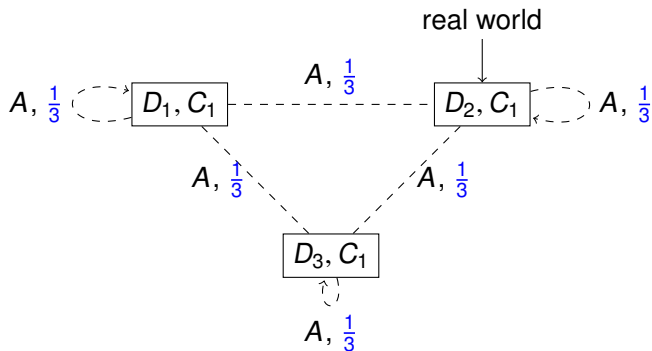 real world
A, 1/3
A, 1/3
D₁, C₁
D₂, C₁
A, 1/3
A, 1/3
A, 1/3
D₃, C₁
A, 1/3